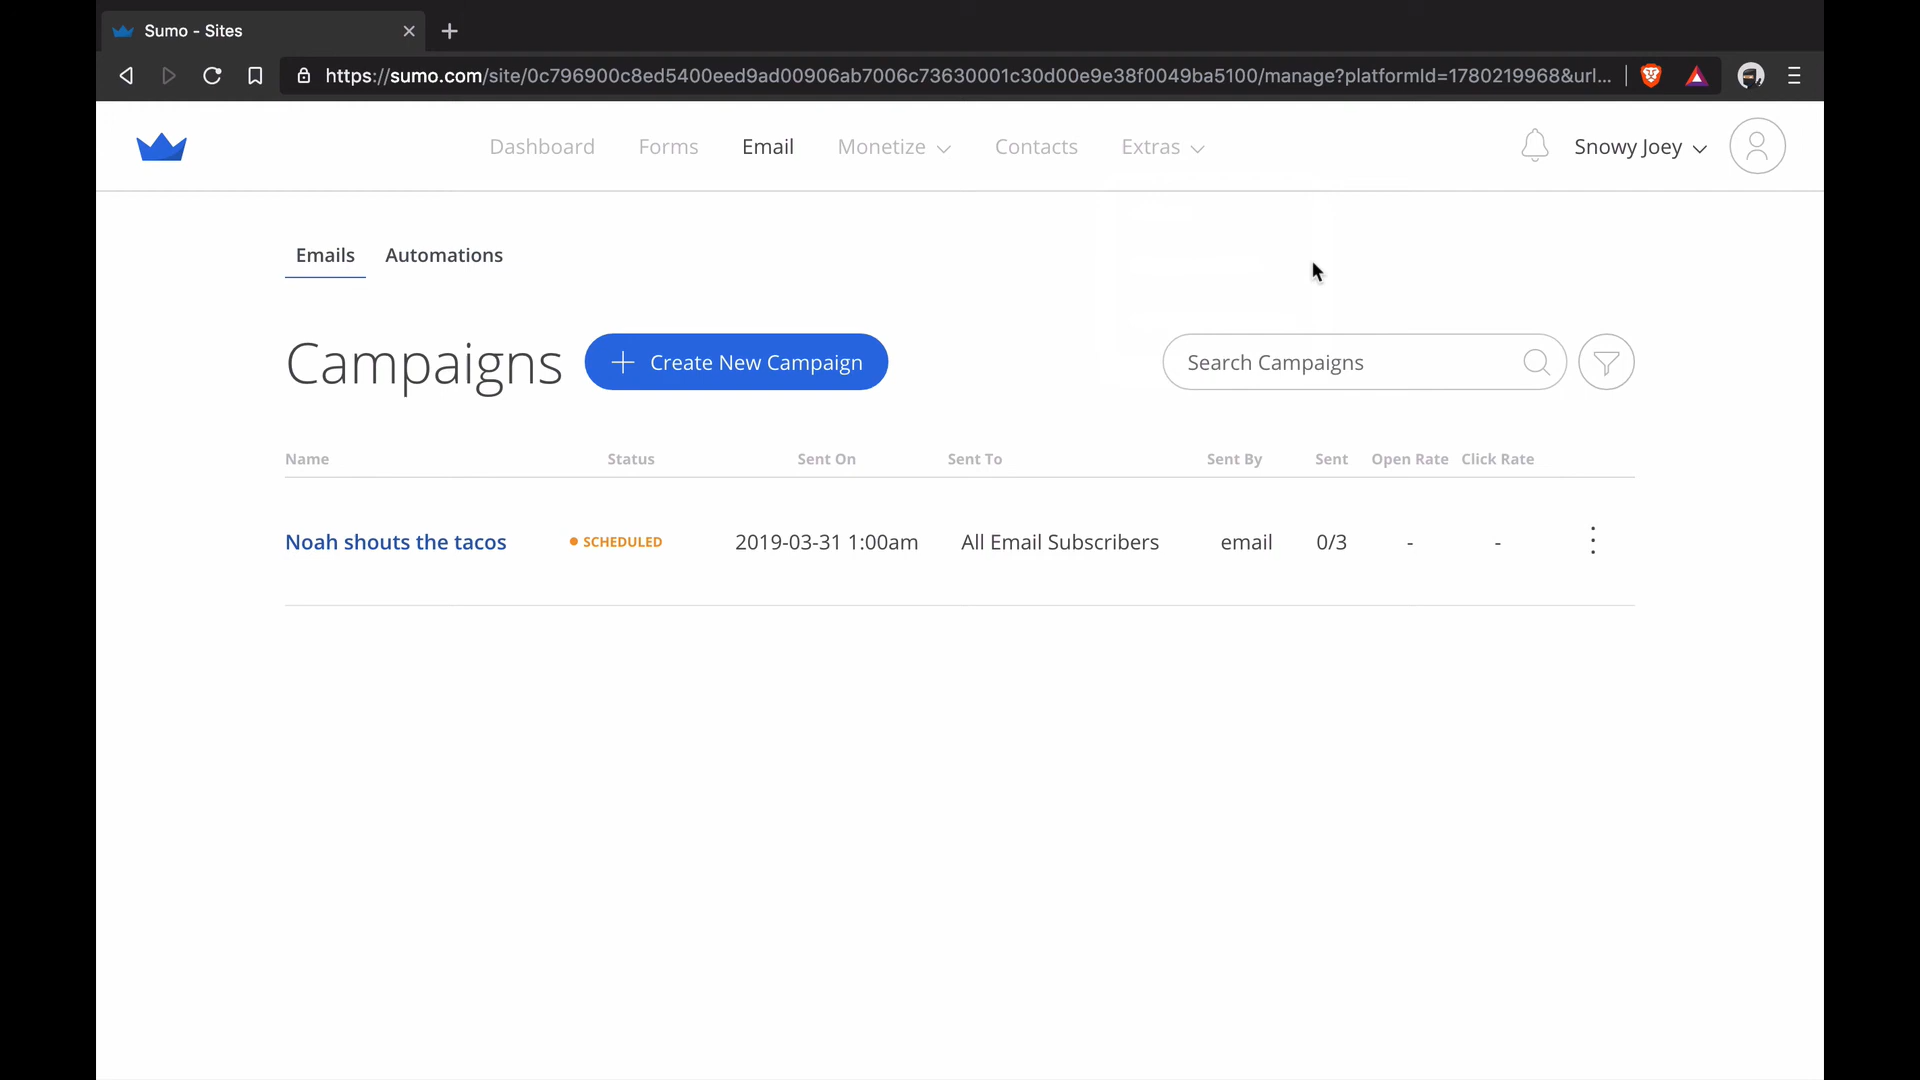 Sumo - Sites
https://sumo.com/site/0c796900c8ed5400eed9ad00906ab7006c73630001c30d00e9e38f0049ba5100/manage?platformId=1780219968&url...
Dashboard Forms Email Monetize Contacts Extras Snowy Joey
Emails Automations
Campaigns Create New Campaign Search Campaigns
Name Status Sent On Sent To Sent By Sent Open Rate Click Rate
Noah shouts the tacos SCHEDULED 2019-03-31 1:00am All Email Subscribers email 0/3 - -